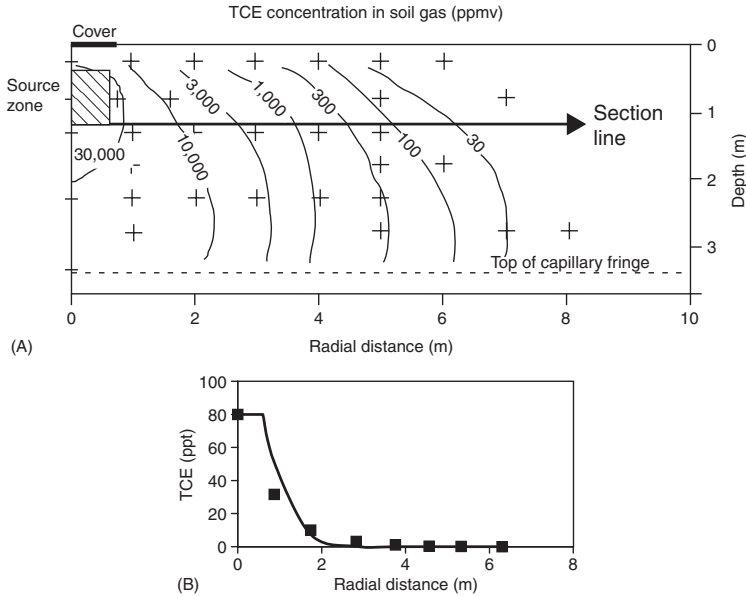 TCE concentration in soil gas (ppmv)
Cover
0
Source
zone
3,000
1,000
300
1
Section
line
30,000
10,000
100
30
2
Depth (m)
3
Top of capillary fringe
0 2 4 6 8 10
(A)
Radial distance (m)
100
80
60
40
20
0
TCE (ppt)
0 2 4 6 8
(B)
Radial distance (m)